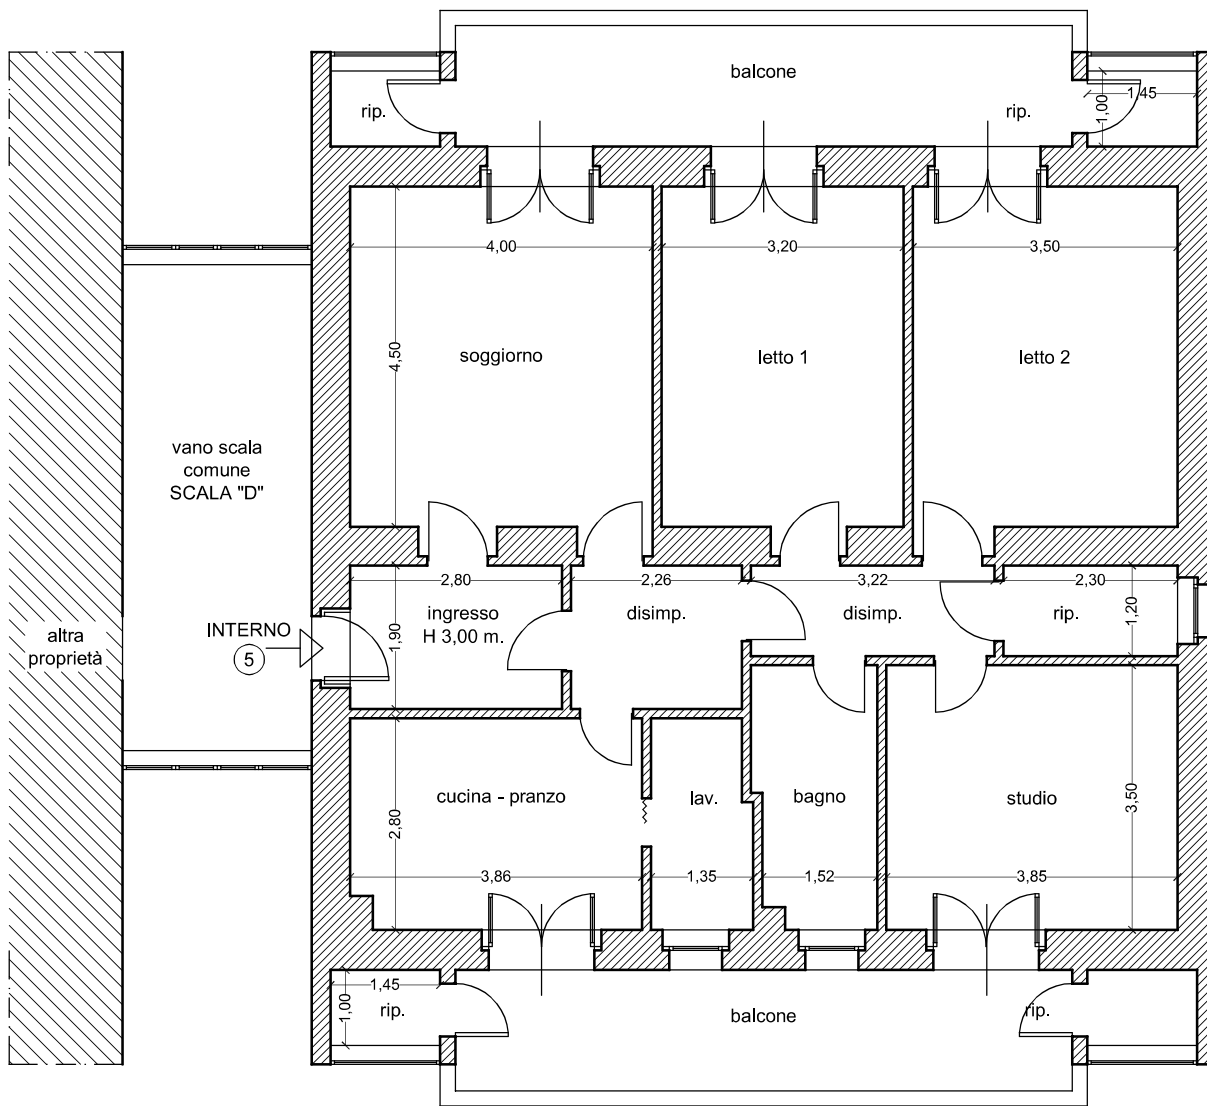 balcone
rip.
rip.
1,00
1,45
4,00
3,20
3,50
4,50
soggiorno
letto 1
letto 2
vano scala
comune
SCALA "D"
altra
proprietà
INTERNO
5
2,80
2,26
3,22
2,30
1,90
1,20
ingresso
H 3,00 m.
disimp.
disimp.
rip.
cucina - pranzo
lav.
bagno
studio
2,80
3,50
3,86
1,35
1,52
3,85
1,45
1,00
rip.
balcone
rip.